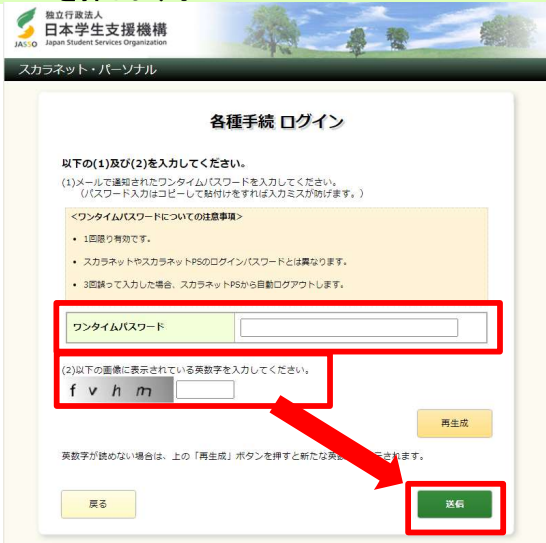 独立行政法人
日本学生支援機構
JASSO Japan Student Services Organization
スカラネット・パーソナル
各種手続 ログイン
以下の(1)及び(2)を入力してください。
(1)メールで通知されたワンタイムパスワードを入力してください。
(パスワード入力はコピーして貼付けをすれば入力ミスが防げます。)
<ワンタイムパスワードについての注意事項>
• 1回限り有効です。
• スカラネットやスカラネットPSのログインパスワードとは異なります。
• 3回誤って入力した場合、スカラネットPSから自動ログアウトします。
ワンタイムパスワード
(2)以下の画像に表示されている英数字を入力してください。
f v h m
再生成
英数字が読めない場合は、上の「再生成」ボタンを押すと新たな英数 示されます。
戻る
送信